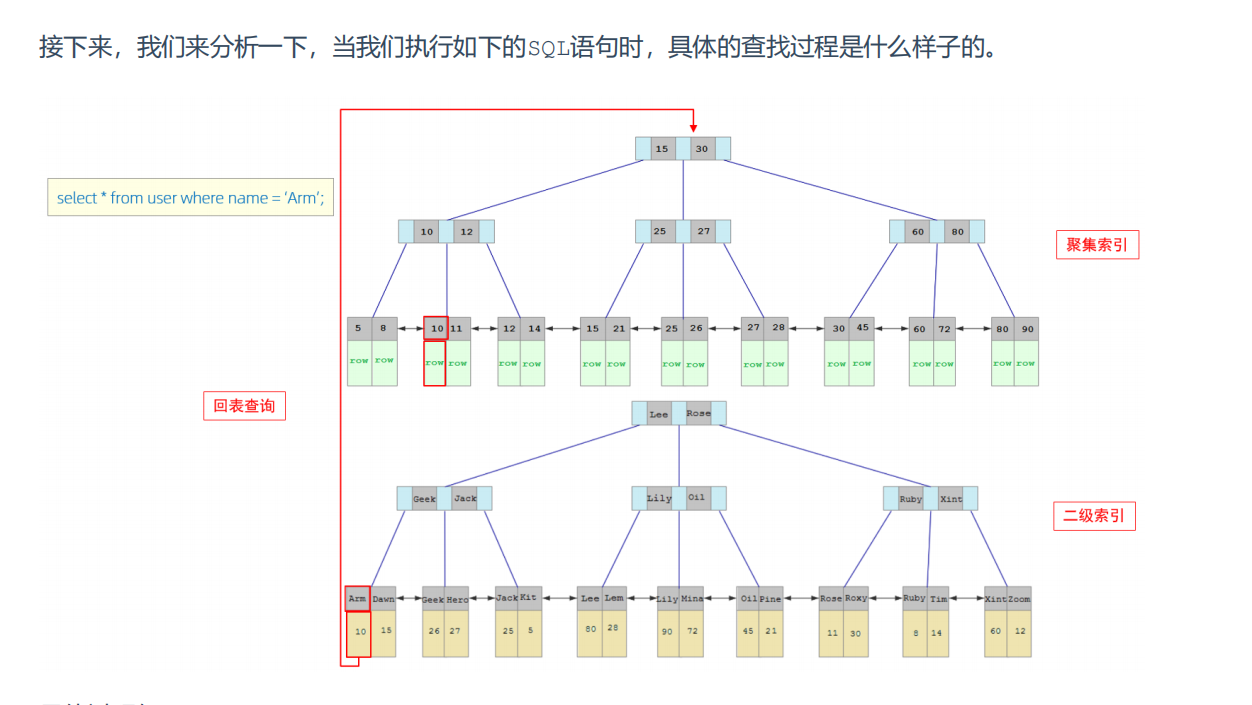 接下来，我们来分析一下，当我们执行如下的SQL语句时，具体的查找过程是什么样子的。
15 30
select * from user where name = ‘Arm’;
10 12 25 27 60 80
聚集索引
5 8 10 11 12 14 15 21 25 26 27 28 30 45 60 72 80 90
row row row row row row row row row row row row row row row row row row
回表查询
Lee Rose
Geek Jack Lily Oil Ruby Xint
二级索引
Arm Dawn Geek Hero Jack Kit Lee Lem Lily Mina Oil Pine Rose Roxy Ruby Tim Xint Zoom
10 15 26 27 25 5 80 28 90 72 45 21 11 30 8 14 60 12